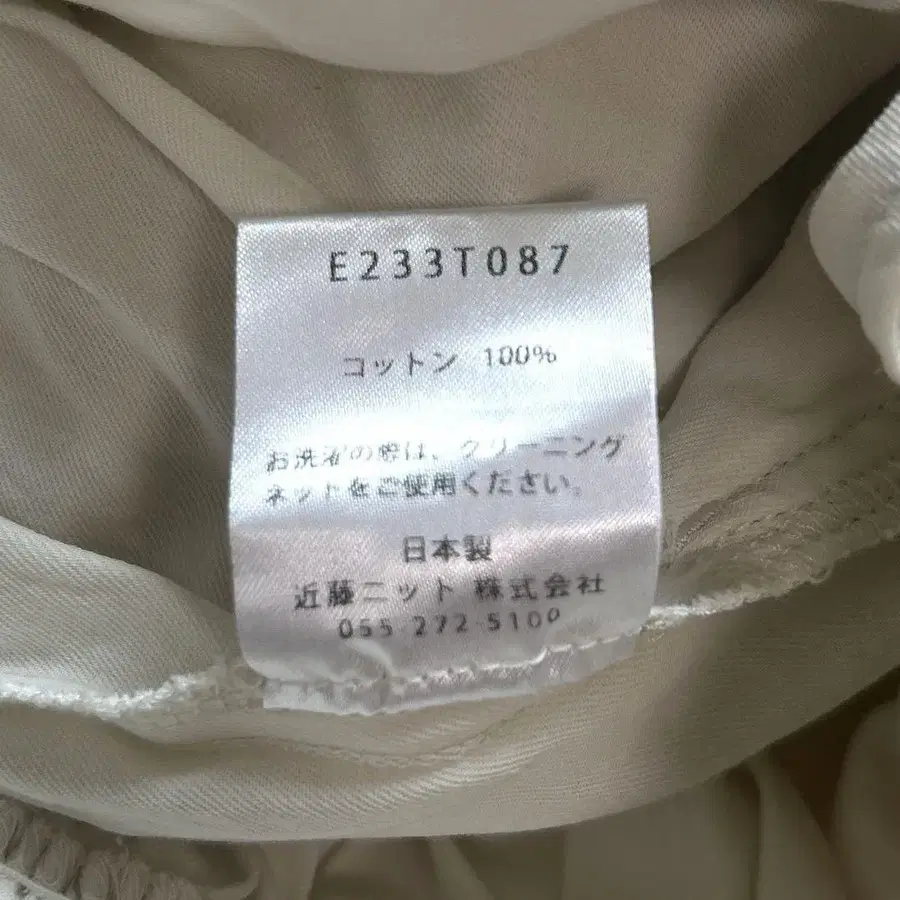 E233T087
コットン 100%
お洗濯の際は、クリーニング
ネットをご使用ください。
日本製
近藤ニット 株式会社
055-272-5100